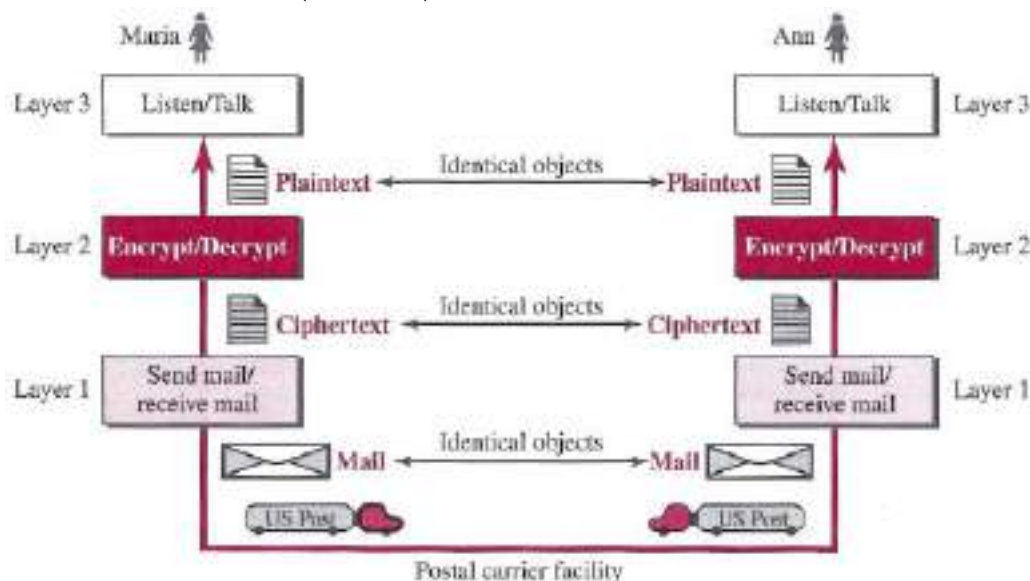 Maria
Ann
Layer 3
Listen/Talk
Listen/Talk
Layer 3
Plaintext
Identical objects
Plaintext
Layer 2
Encrypt/Decrypt
Encrypt/Decrypt
Layer 2
Ciphertext
Identical objects
Ciphertext
Layer 1
Send mail/
receive mail
Send mail/
receive mail
Layer 1
Mail
Identical objects
Mail
US Post
US Post
Postal carrier facility